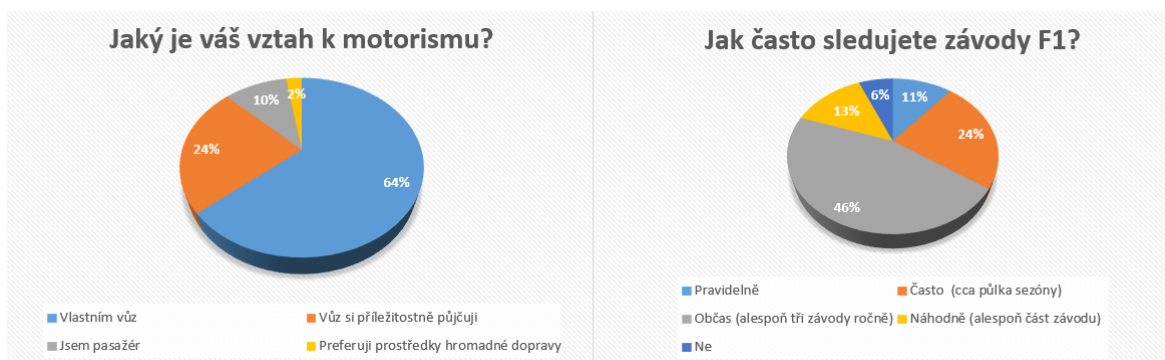 Jaký je váš vztah k motorismu?
2%
10%
24%
64%
Vlastním vůz
Vůz si příležitostně půjčuji
Jsem pasažér
Preferuji prostředky hromadné dopravy
Jak často sledujete závody F1?
6%
11%
13%
24%
46%
Pravidelně
Často (cca půlka sezóny)
Občas (alespoň tři závody ročně)
Náhodně (alespoň část závodu)
Ne